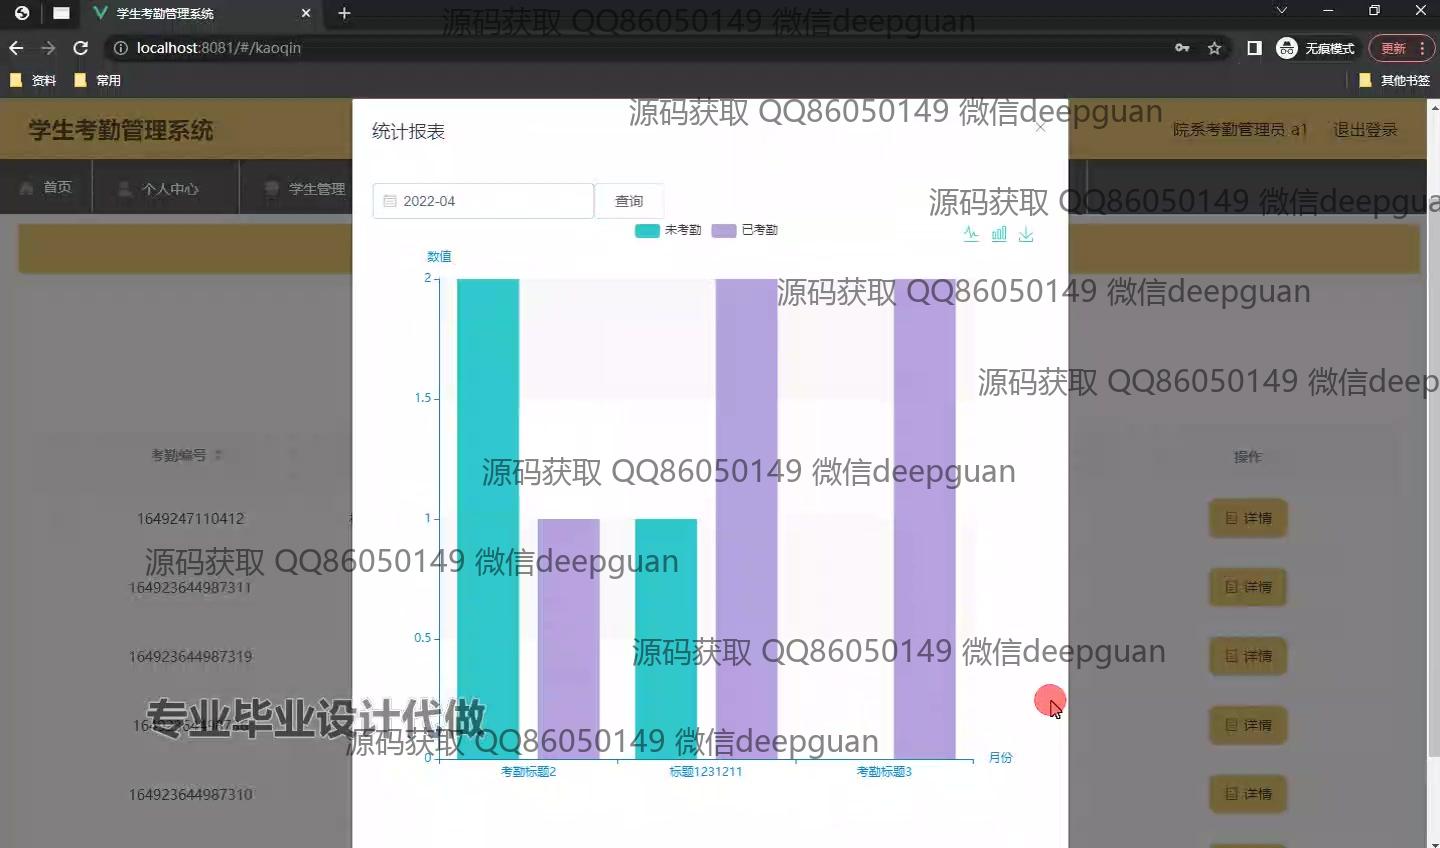 学生考勤管理系统
源码获取 QQ86050149 微信deepguan
localhost:8081/#/kaoqin
无痕模式
更新
资料
常用
其他书签
源码获取 QQ86050149 微信deepguan
学生考勤管理系统
统计报表
院系考勤管理员 a1
退出登录
首页
个人中心
学生管理
2022-04
查询
源码获取 QQ86050149 微信deepgua
未考勤
已考勤
数值
2
源码获取 QQ86050149 微信deepguan
源码获取 QQ86050149 微信deep
1.5
考勤编号
操作
源码获取 QQ86050149 微信deepguan
1649247110412
1
详情
源码获取 QQ86050149 微信deepguan
164923644987311
详情
0.5
源码获取 QQ86050149 微信deepguan
164923644987319
详情
专业毕业设计代做
详情
源码获取 QQ86050149 微信deepguan
0
月份
考勤标题2
标题1231211
考勤标题3
164923644987310
详情